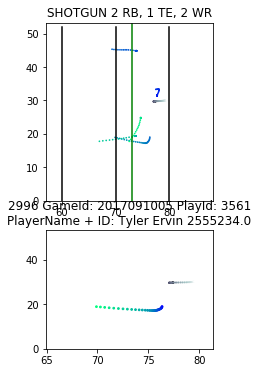 SHOTGUN 2 RB, 1 TE, 2 WR
50
40
30
20
10
0
60 70 80
2996 GameId: 2017091005 PlayId: 3561
PlayerName + ID: Tyler Ervin 2555234.0
40
20
0
65 70 75 80